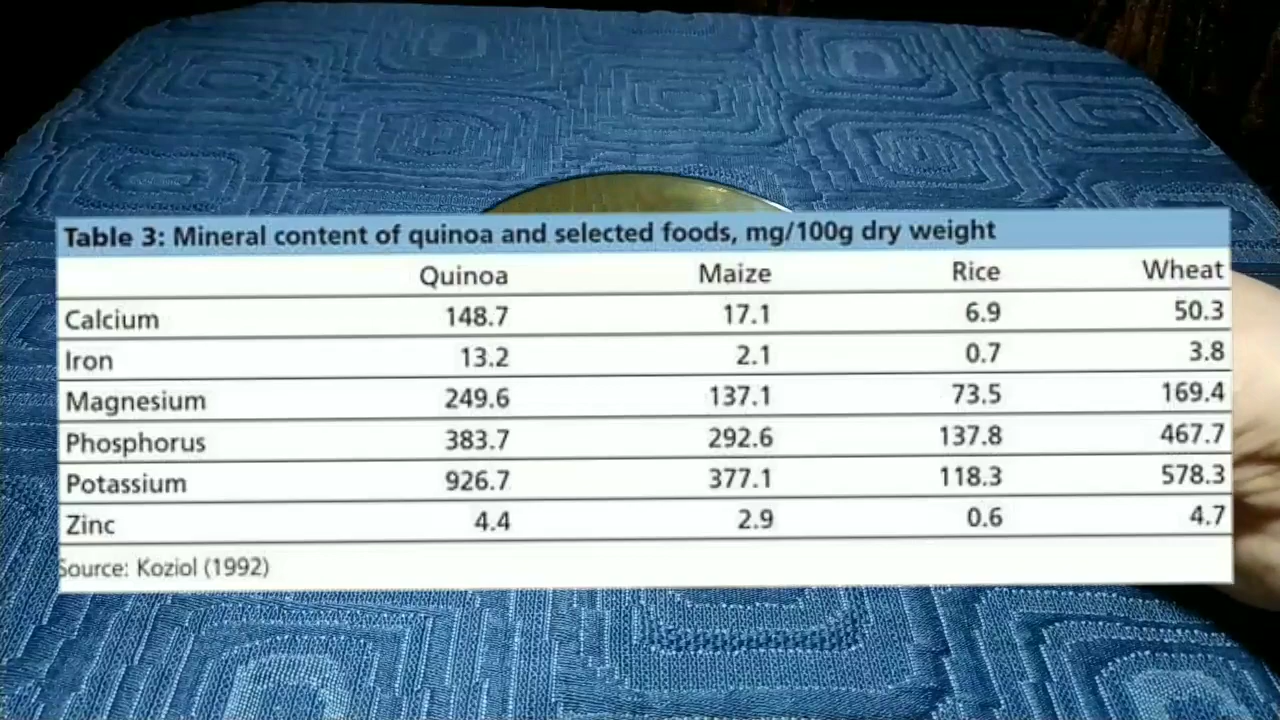 Table 3: Mineral content of quinoa and selected foods, mg/100g dry weight
Quinoa Maize Rice Wheat
Calcium 148.7 17.1 6.9 50.3
Iron 13.2 2.1 0.7 3.8
Magnesium 249.6 137.1 73.5 169.4
Phosphorus 383.7 292.6 137.8 467.7
Potassium 926.7 377.1 118.3 578.3
Zinc 4.4 2.9 0.6 4.7
Source: Koziol (1992)